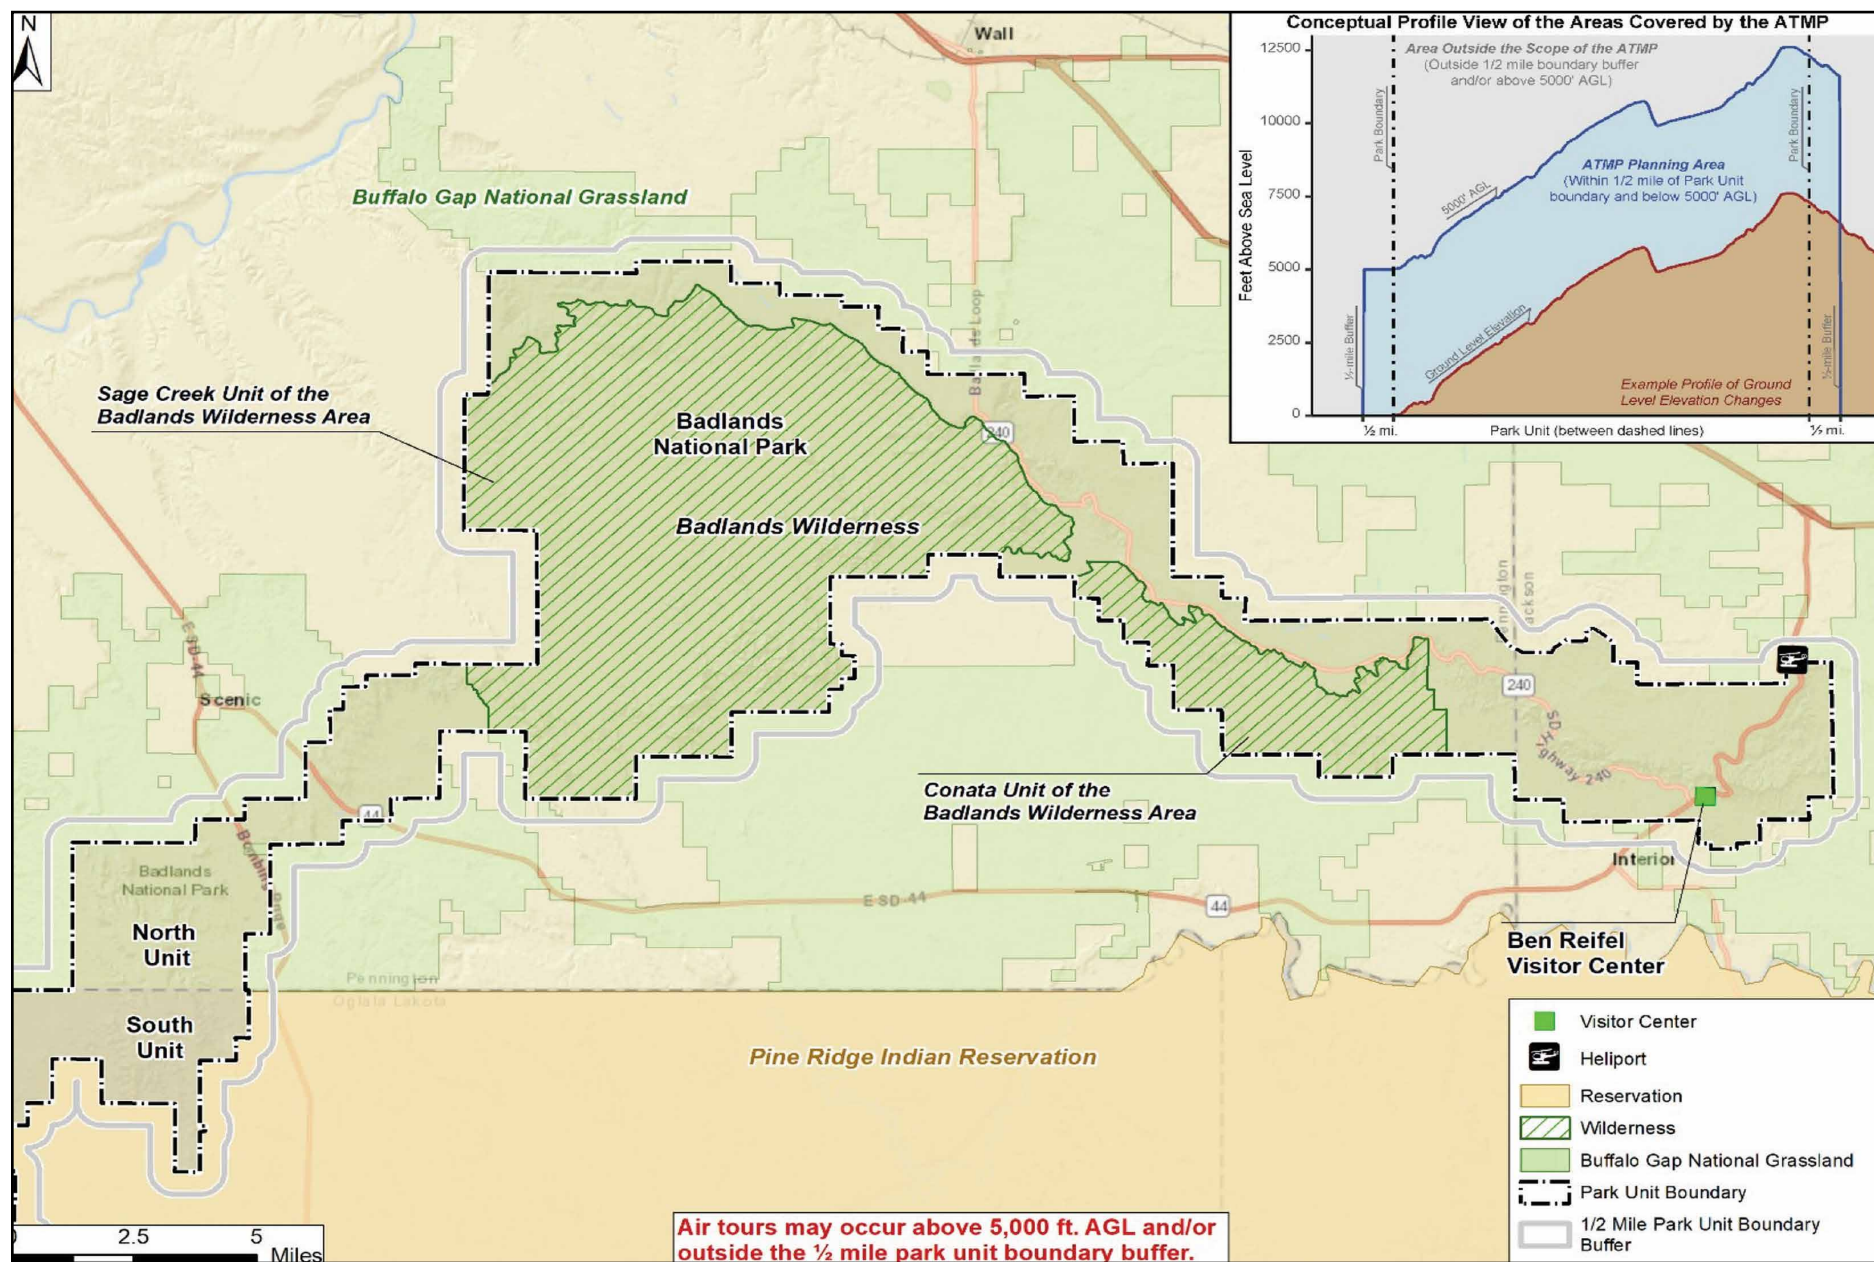 N
Wall
Buffalo Gap National Grassland
Badlands Loop
Sage Creek Unit of the
Badlands Wilderness Area
Badlands
National Park
240
Badlands Wilderness
E SD-44
Scenic
44
Badlands
National Park
North
Unit
South
Unit
Pennington
Oglala Lakota
E SD-44
44
Conata Unit of the
Badlands Wilderness Area
240
SD Highway 240
Interior
Ben Reifel
Visitor Center
Pine Ridge Indian Reservation
Conceptual Profile View of the Areas Covered by the ATMP
Area Outside the Scope of the ATMP
(Outside 1/2 mile boundary buffer
and/or above 5000' AGL)
Feet Above Sea Level
12500
10000
7500
5000
2500
0
Park Boundary
Park Boundary
5000' AGL
ATMP Planning Area
(Within 1/2 mile of Park Unit
boundary and below 5000' AGL)
½-mile Buffer
½-mile Buffer
Ground Level Elevation
Example Profile of Ground
Level Elevation Changes
½ mi.
Park Unit (between dashed lines)
½ mi.
Visitor Center
Heliport
Reservation
Wilderness
Buffalo Gap National Grassland
Park Unit Boundary
1/2 Mile Park Unit Boundary
Buffer
2.5
5
Miles
Air tours may occur above 5,000 ft. AGL and/or
outside the ½ mile park unit boundary buffer.